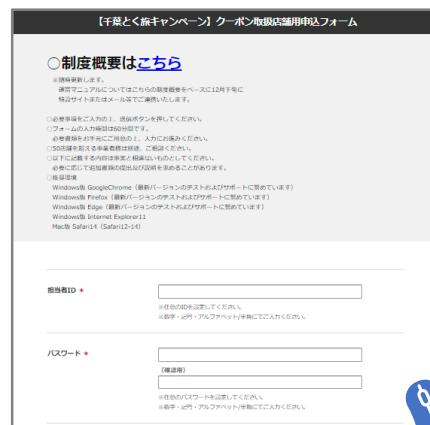 【千葉とく旅キャンペーン】クーポン取扱店舗用申込フォーム
○制度概要はこちら
※随時更新します。
運営マニュアルについてはこちらの制度概要をベースに12月下旬に
特設サイトまたはメール等でご連携いたします。
○必要事項をご入力の上、送信ボタンを押してください。
○フォームの入力時間は60分間です。
必要書類をお手元にご用意の上、入力にお進みください。
○50店舗を超える事業者様は別途、ご相談ください。
○以下に記載する内容は事実と相違ないものとしてください。
必要に応じて追加書類の提出及び説明を求めることがあります。
○推奨環境
Windows版 GoogleChrome（最新バージョンのテストおよびサポートに努めています）
Windows版 Firefox（最新バージョンのテストおよびサポートに努めています）
Windows版 Edge（最新バージョンのテストおよびサポートに努めています）
Windows版 Internet Explorer11
Mac版 Safari14（Safari12-14）
担当者ID *
※任意のIDを設定してください。
※数字・記号・アルファベット/半角にてご入力ください。
パスワード *
（確認用）
※任意のパスワードを設定してください。
※数字・記号・アルファベット/半角にてご入力ください。